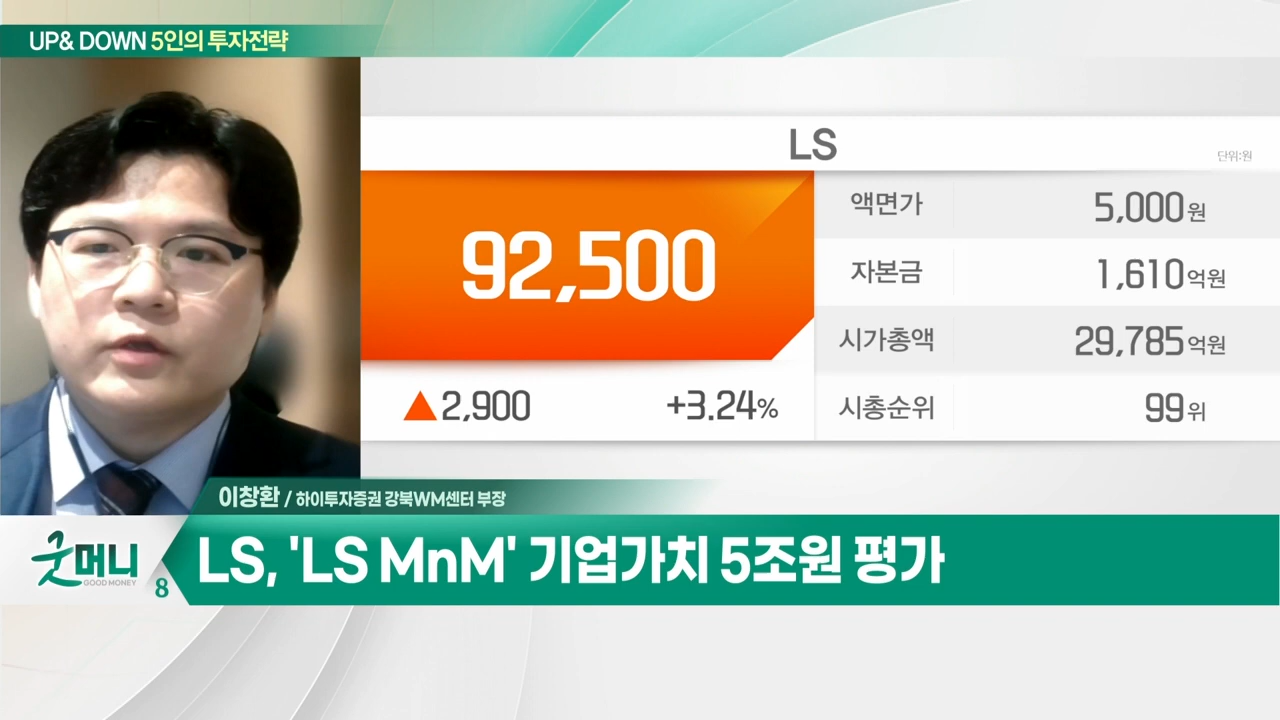 UP& DOWN 5인의 투자전략
LS
단위:원
92,500
▲2,900 +3.24%
액면가 5,000원
자본금 1,610억원
시가총액 29,785억원
시총순위 99위
이창환 / 하이투자증권 강북WM센터 부장
굿머니
GOOD MONEY
8
LS, 'LS MnM' 기업가치 5조원 평가